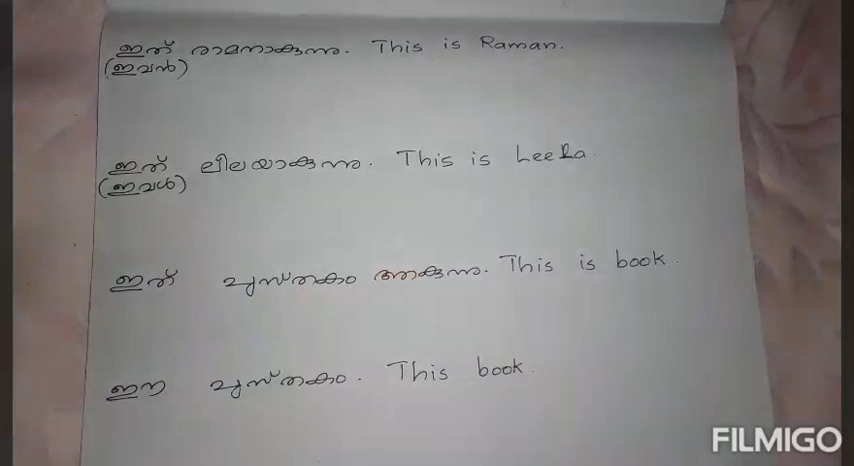 ഇത് രാമനാകുന്നു. This is Raman.
(ഇവൻ)
ഇത് ലീലയാകുന്നു. This is Leela.
(ഇവൾ)
ഇത് പുസ്തകം ആകുന്നു. This is book.
ഈ പുസ്തകം. This book.
FILMIGO